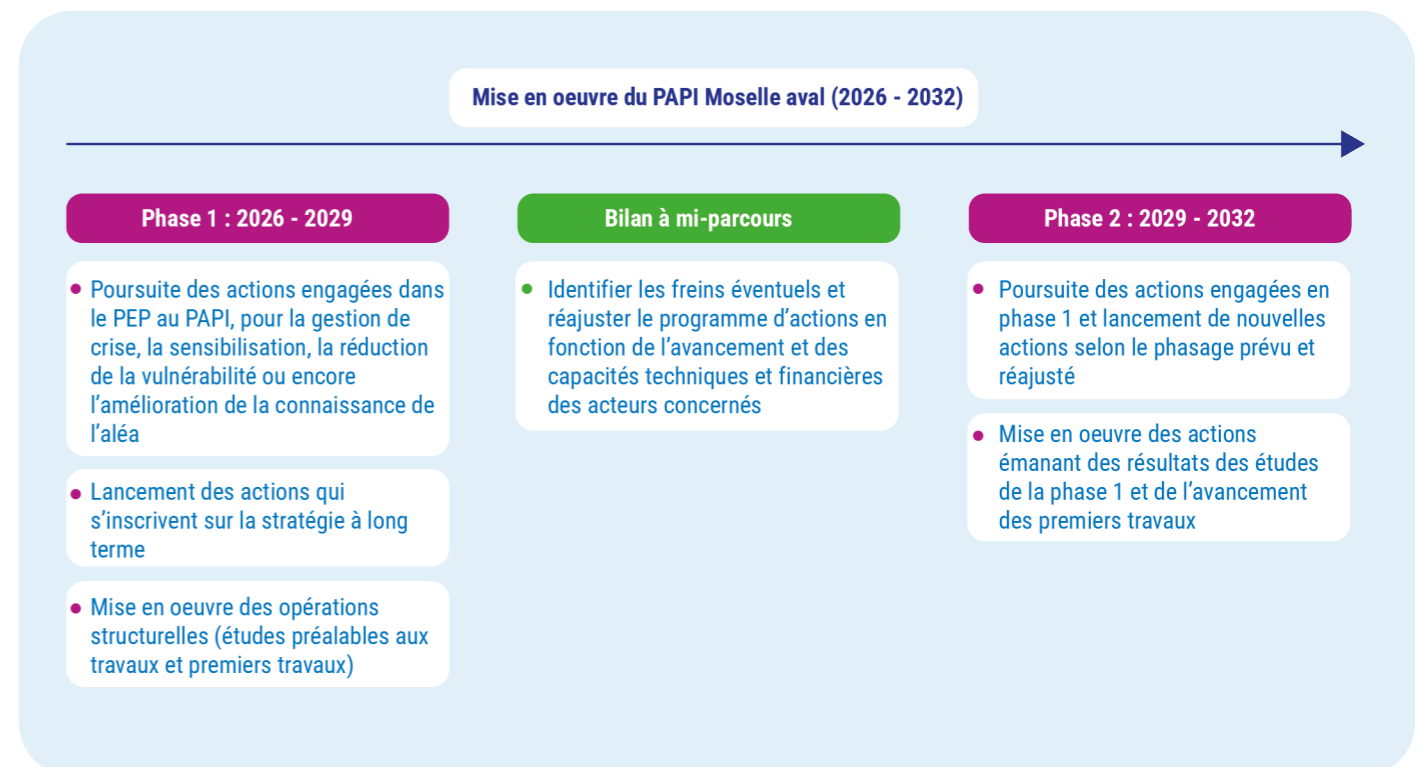 Mise en oeuvre du PAPI Moselle aval (2026 - 2032)
Phase 1 : 2026 - 2029
Poursuite des actions engagées dans
le PEP au PAPI, pour la gestion de
crise, la sensibilisation, la réduction
de la vulnérabilité ou encore
l’amélioration de la connaissance de
l’aléa
Lancement des actions qui
s’inscrivent sur la stratégie à long
terme
Mise en oeuvre des opérations
structurelles (études préalables aux
travaux et premiers travaux)
Bilan à mi-parcours
Identifier les freins éventuels et
réajuster le programme d’actions en
fonction de l’avancement et des
capacités techniques et financières
des acteurs concernés
Phase 2 : 2029 - 2032
Poursuite des actions engagées en
phase 1 et lancement de nouvelles
actions selon le phasage prévu et
réajusté
Mise en oeuvre des actions
émanant des résultats des études
de la phase 1 et de l’avancement
des premiers travaux